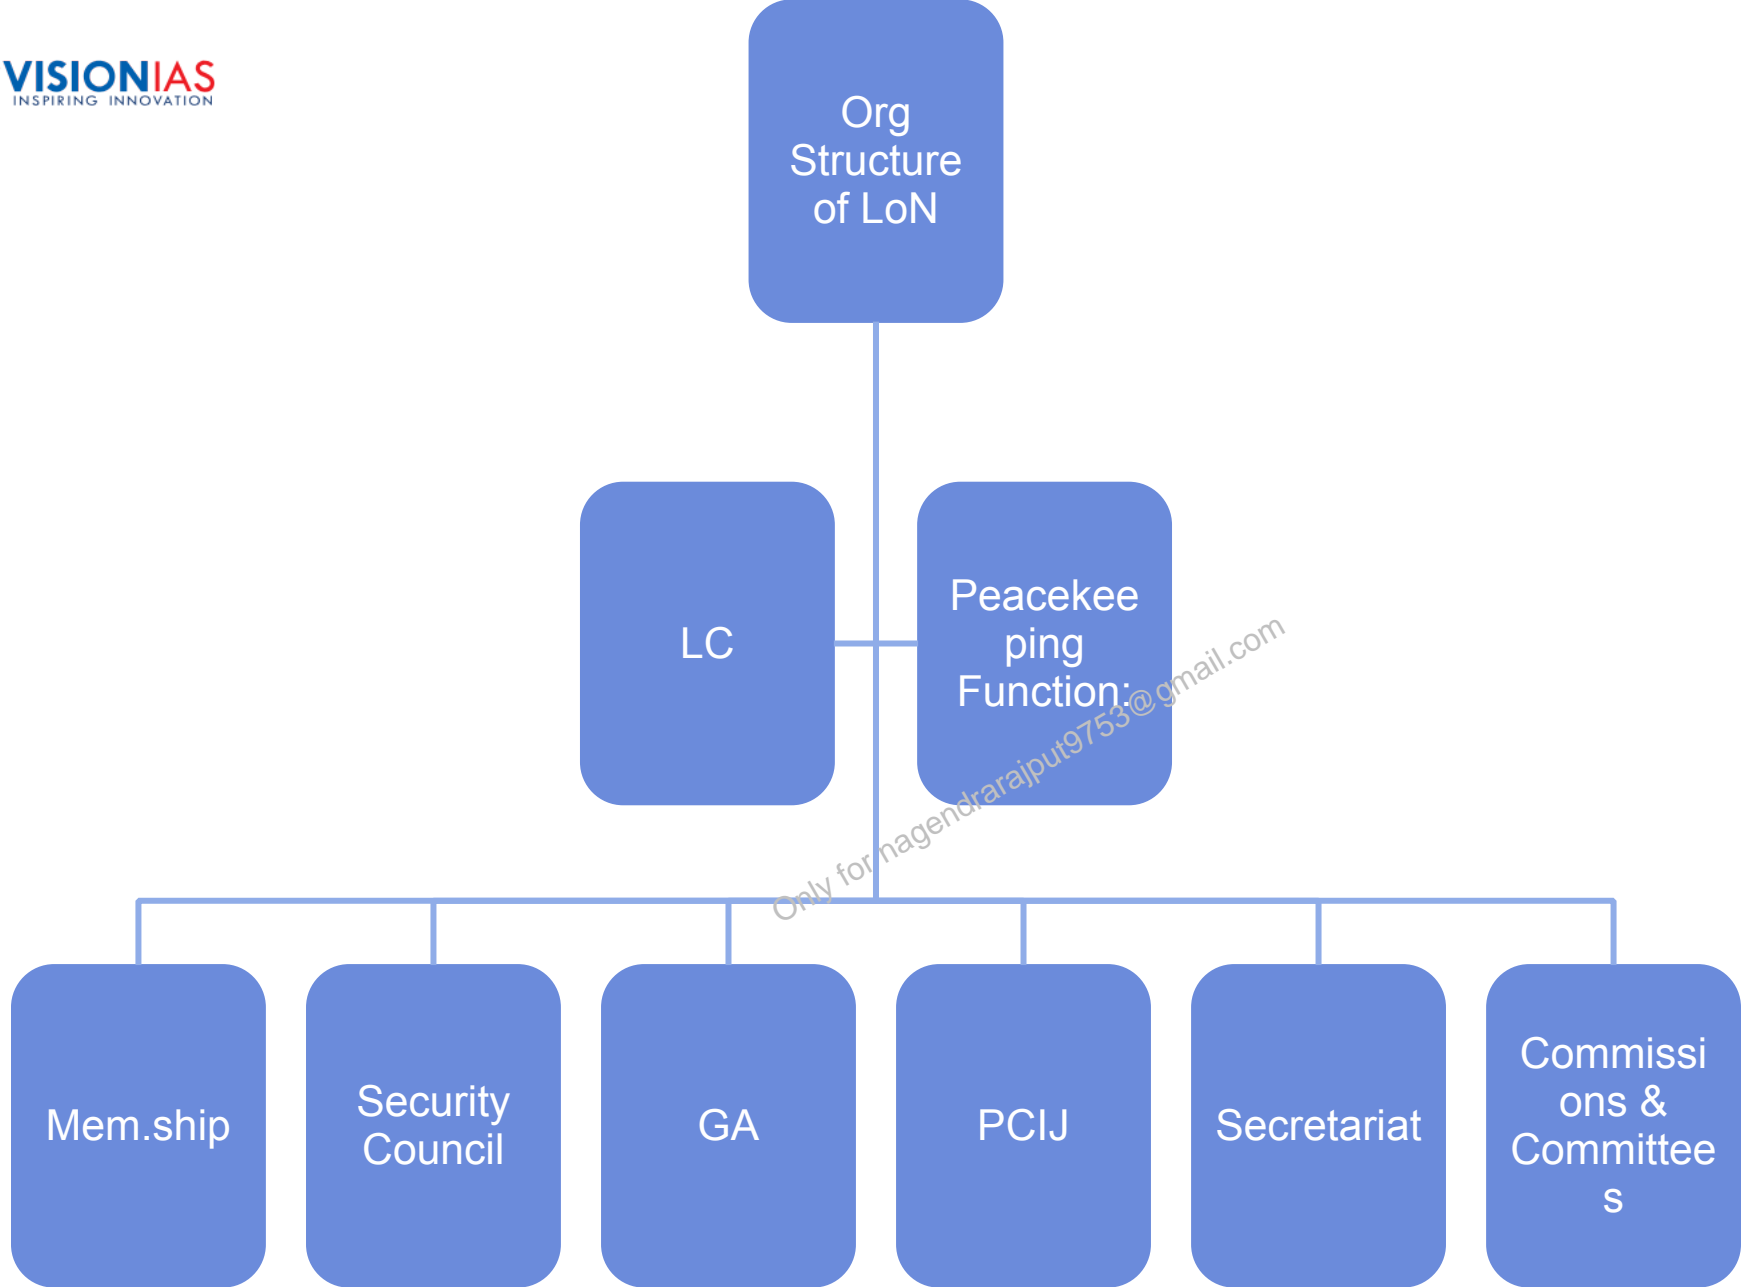 VISIONIAS
INSPIRING INNOVATION
Org
Structure
of LoN
LC
Peacekee
ping
Function:
Only for nagendrarajput9753@gmail.com
Mem.ship
Security
Council
GA
PCIJ
Secretariat
Commissi
ons &
Committee
s